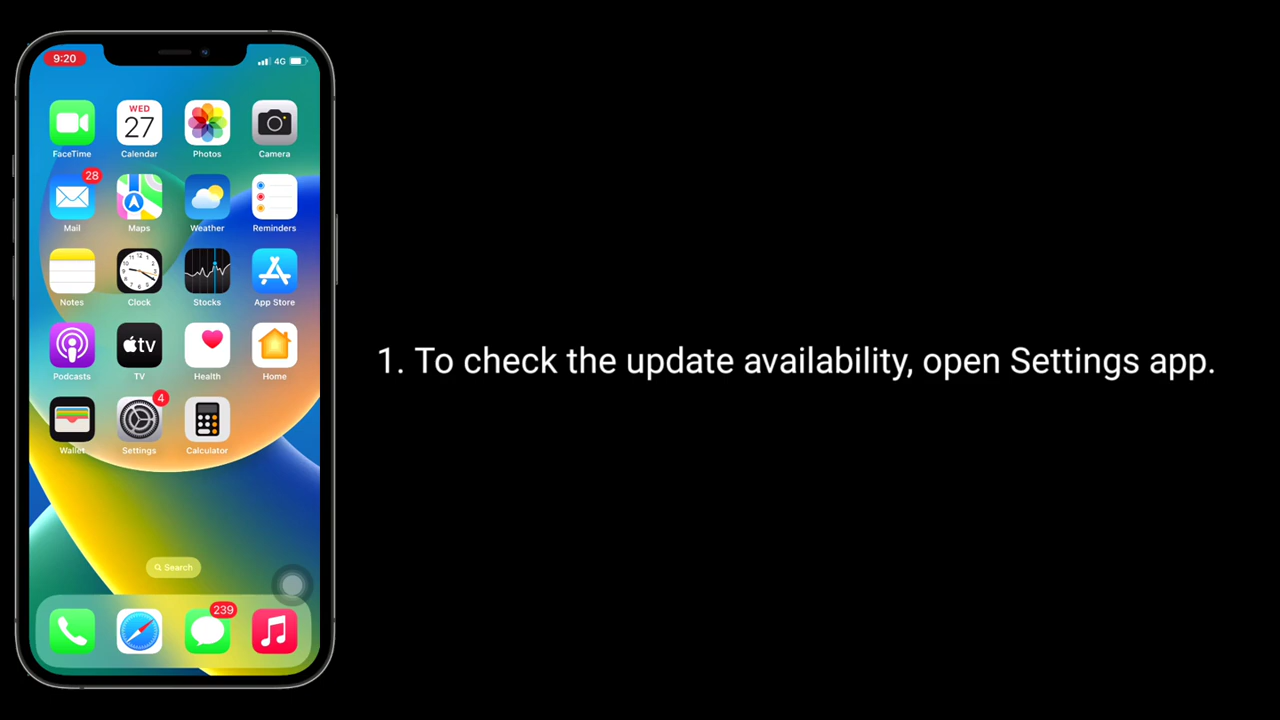 9:20
4G
WED
27
FaceTime
Calendar
Photos
Camera
28
Mail
Maps
Weather
Reminders
Notes
Clock
Stocks
App Store
tv
Podcasts
TV
Health
Home
4
Wallet
Settings
Calculator
Search
239
1. To check the update availability, open Settings app.